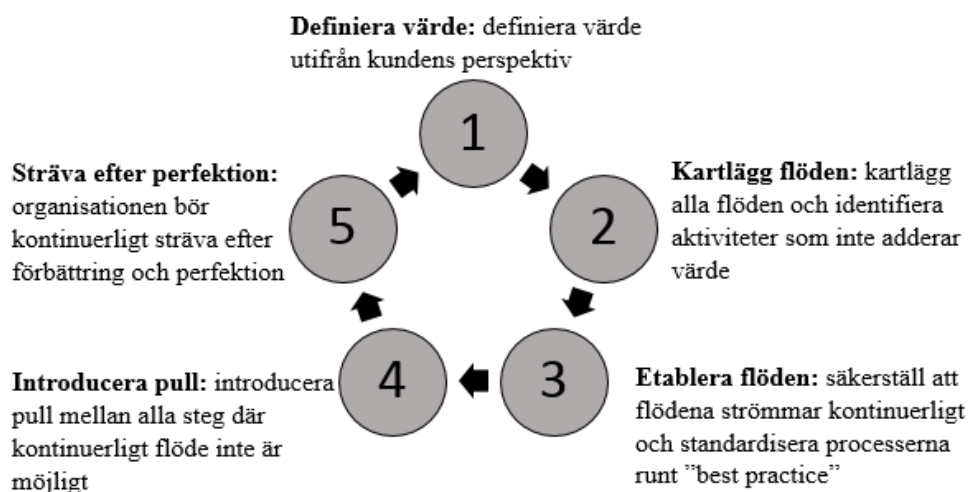 Definiera värde: definiera värde
utifrån kundens perspektiv
1
Kartlägg flöden: kartlägg
alla flöden och identifiera
aktiviteter som inte adderar
värde
2
Etablera flöden: säkerställ att
flödena strömmar kontinuerligt
och standardisera processerna
runt ”best practice”
3
Introducera pull: introducera
pull mellan alla steg där
kontinuerligt flöde inte är
möjligt
4
Sträva efter perfektion:
organisationen bör
kontinuerligt sträva efter
förbättring och perfektion
5